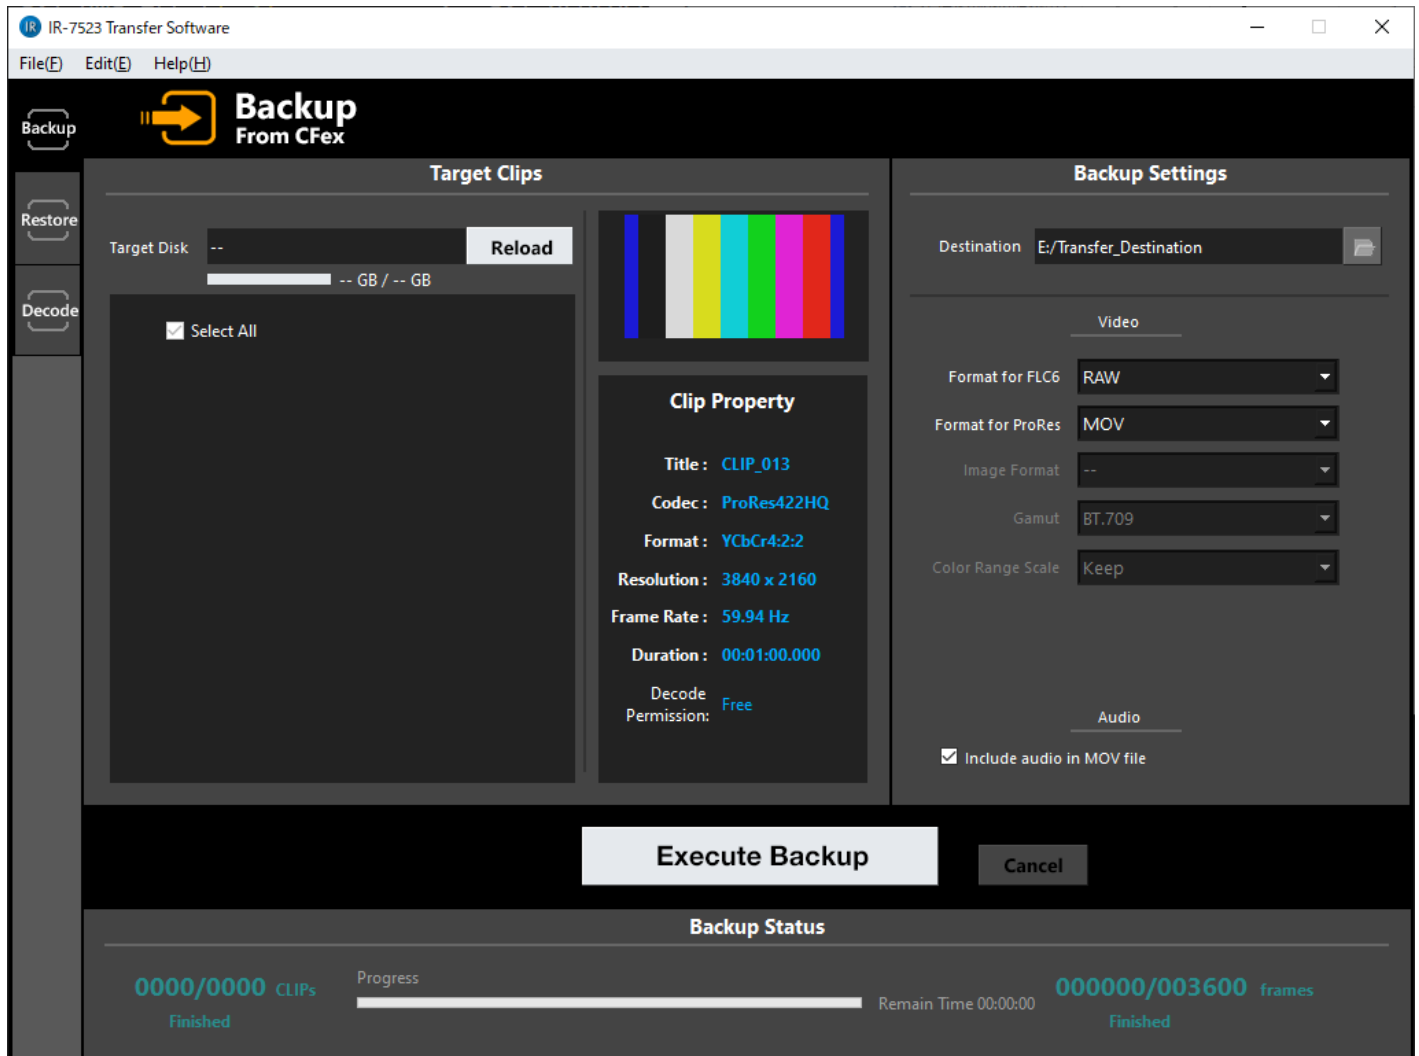 IR
IR-7523 Transfer Software
File(F) Edit(E) Help(H)
Backup
Restore
Decode
Backup
From CFex
Target Clips
Target Disk -- Reload
-- GB / -- GB
Select All
Clip Property
Title : CLIP_013
Codec : ProRes422HQ
Format : YCbCr4:2:2
Resolution : 3840 x 2160
Frame Rate : 59.94 Hz
Duration : 00:01:00.000
Decode
Permission: Free
Backup Settings
Destination E:/Transfer_Destination
Video
Format for FLC6 RAW
Format for ProRes MOV
Image Format --
Gamut BT.709
Color Range Scale Keep
Audio
Include audio in MOV file
Execute Backup
Cancel
Backup Status
0000/0000 CLIPs
Finished
Progress
Remain Time 00:00:00
000000/003600 frames
Finished